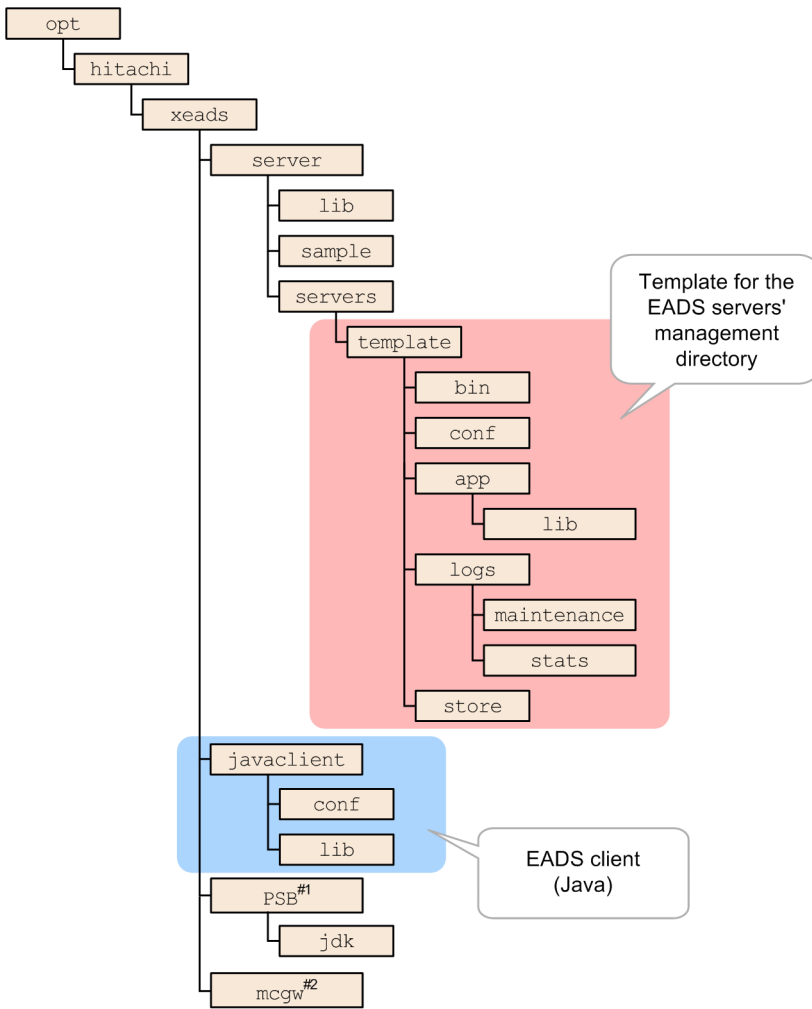 opt
hitachi
xeads
server
lib
sample
servers
Template for the
EADS servers'
management
directory
template
bin
conf
app
lib
logs
maintenance
stats
store
javaclient
conf
lib
EADS client
(Java)
PSB#1
jdk
mcgw#2